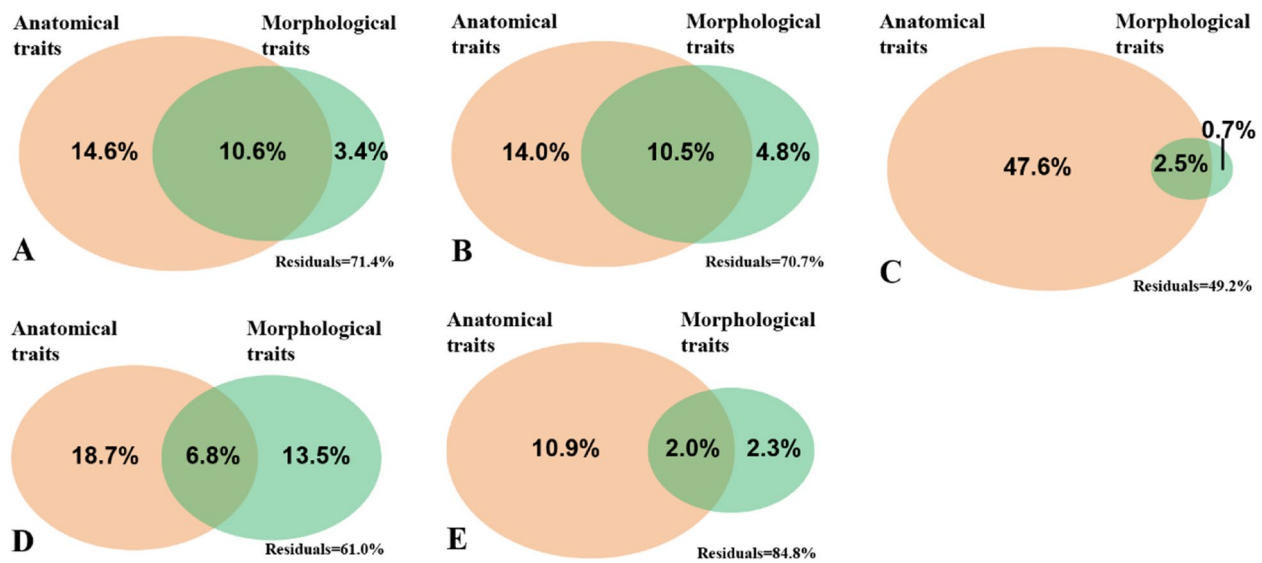 Anatomical
traits
Morphological
traits
14.6%
10.6%
3.4%
A
Residuals=71.4%
Anatomical
traits
Morphological
traits
14.0%
10.5%
4.8%
B
Residuals=70.7%
Anatomical
traits
Morphological
traits
0.7%
47.6%
2.5%
C
Residuals=49.2%
Anatomical
traits
Morphological
traits
18.7%
6.8%
13.5%
D
Residuals=61.0%
Anatomical
traits
Morphological
traits
10.9%
2.0%
2.3%
E
Residuals=84.8%